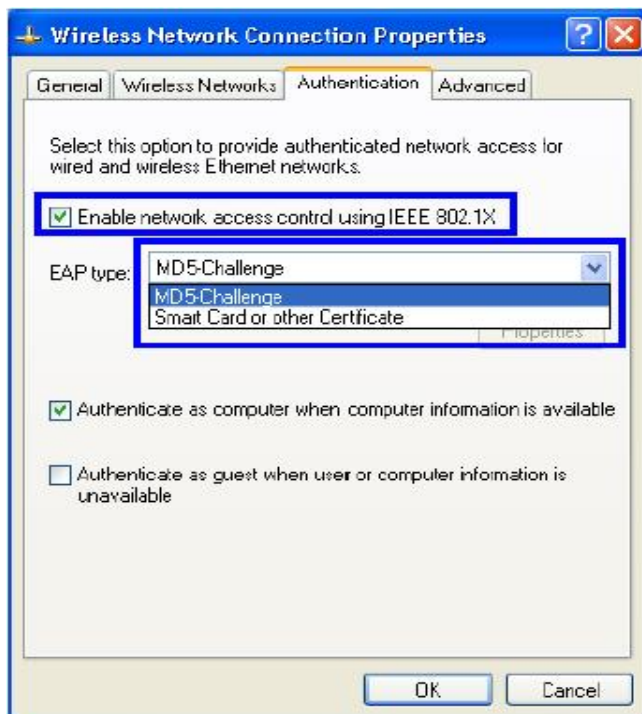 Wireless Network Connection Properties
General Wireless Networks Authentication Advanced
Select this option to provide authenticated network access for
wired and wireless Ethernet networks.
Enable network access control using IEEE 802.1X
EAP type: MD5-Challenge
MD5-Challenge
Smart Card or other Certificate
Properties
Authenticate as computer when computer information is available
Authenticate as guest when user or computer information is
unavailable
OK Cancel